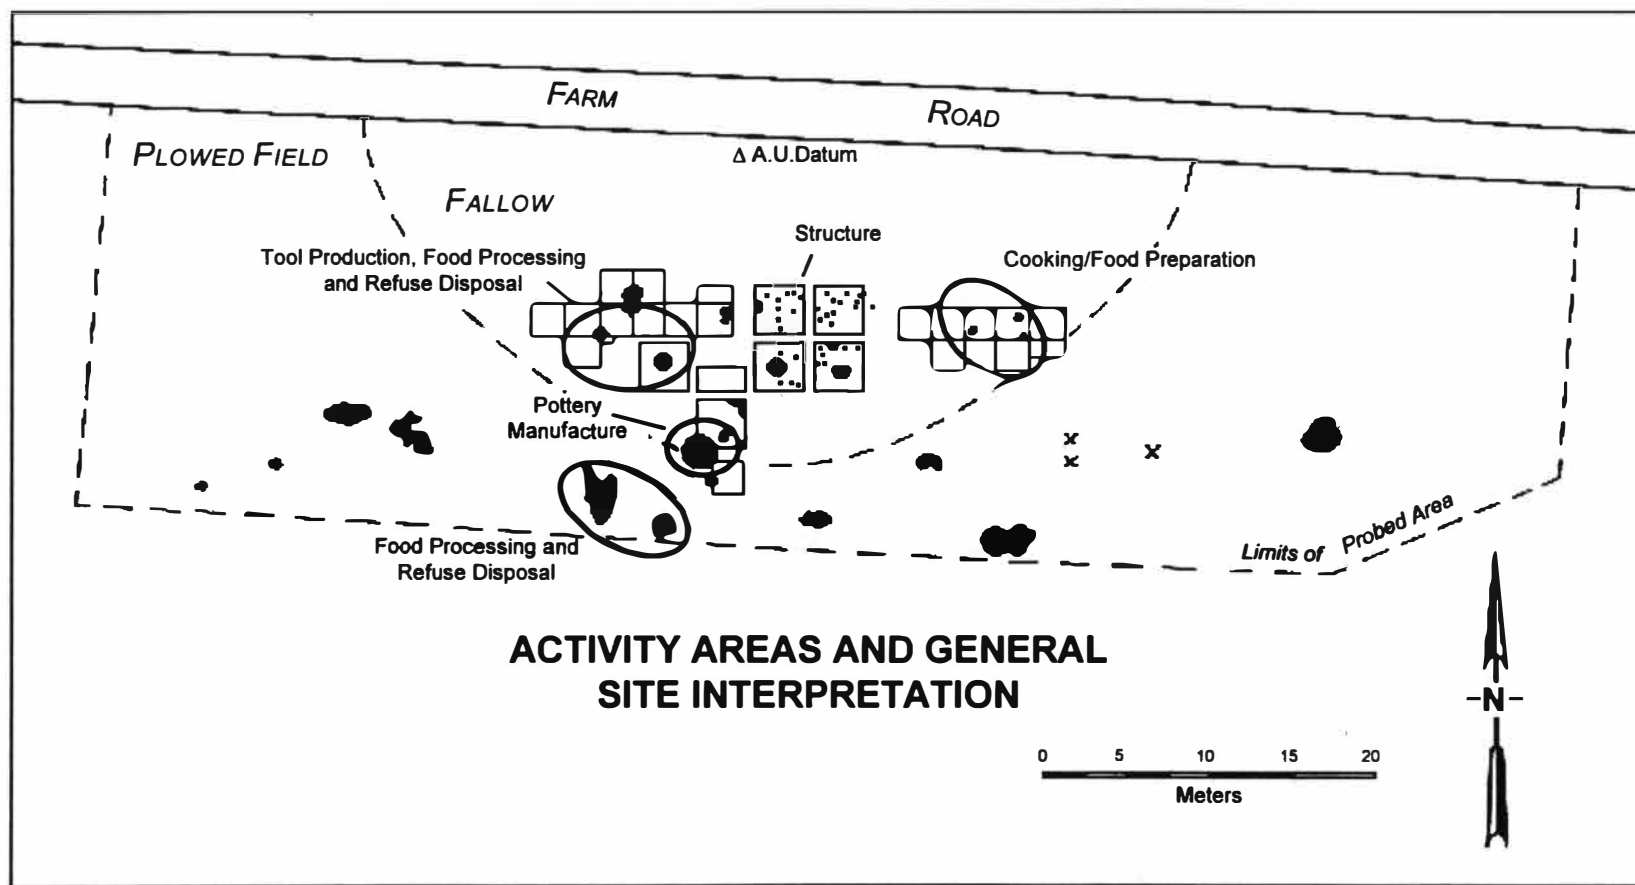 FARM
ROAD
PLOWED FIELD
Δ A.U.Datum
FALLOW
Structure
Tool Production, Food Processing
and Refuse Disposal
Cooking/Food Preparation
Pottery
Manufacture
x
x
x
Limits of Probed Area
Food Processing and
Refuse Disposal
ACTIVITY AREAS AND GENERAL
SITE INTERPRETATION
N
0 5 10 15 20
Meters